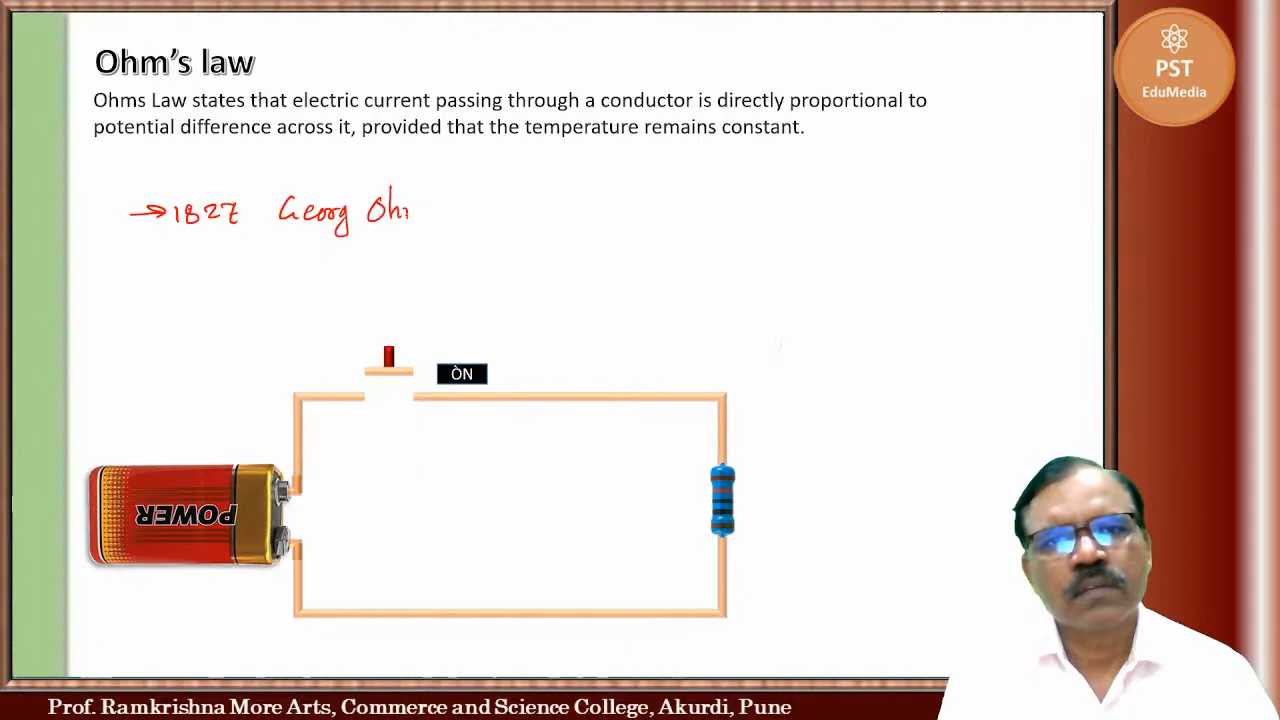 Ohm's law
Ohms Law states that electric current passing through a conductor is directly proportional to
potential difference across it, provided that the temperature remains constant.
→1827 Georg Oh
ÒN
POWER
PST
EduMedia
Prof. Ramkrishna More Arts, Commerce and Science College, Akurdi, Pune